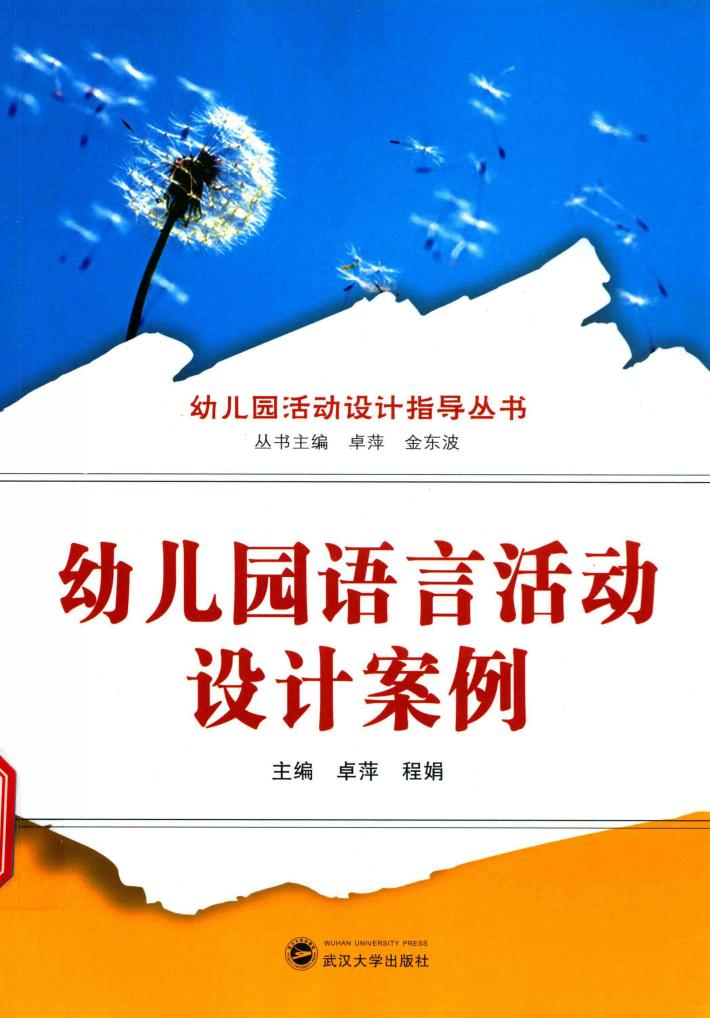 幼儿园活动设计指导丛书
丛书主编 卓萍 金东波
幼儿园语言活动
设计案例
主编 卓萍 程娟
WUHAN UNIVERSITY PRESS
武汉大学出版社